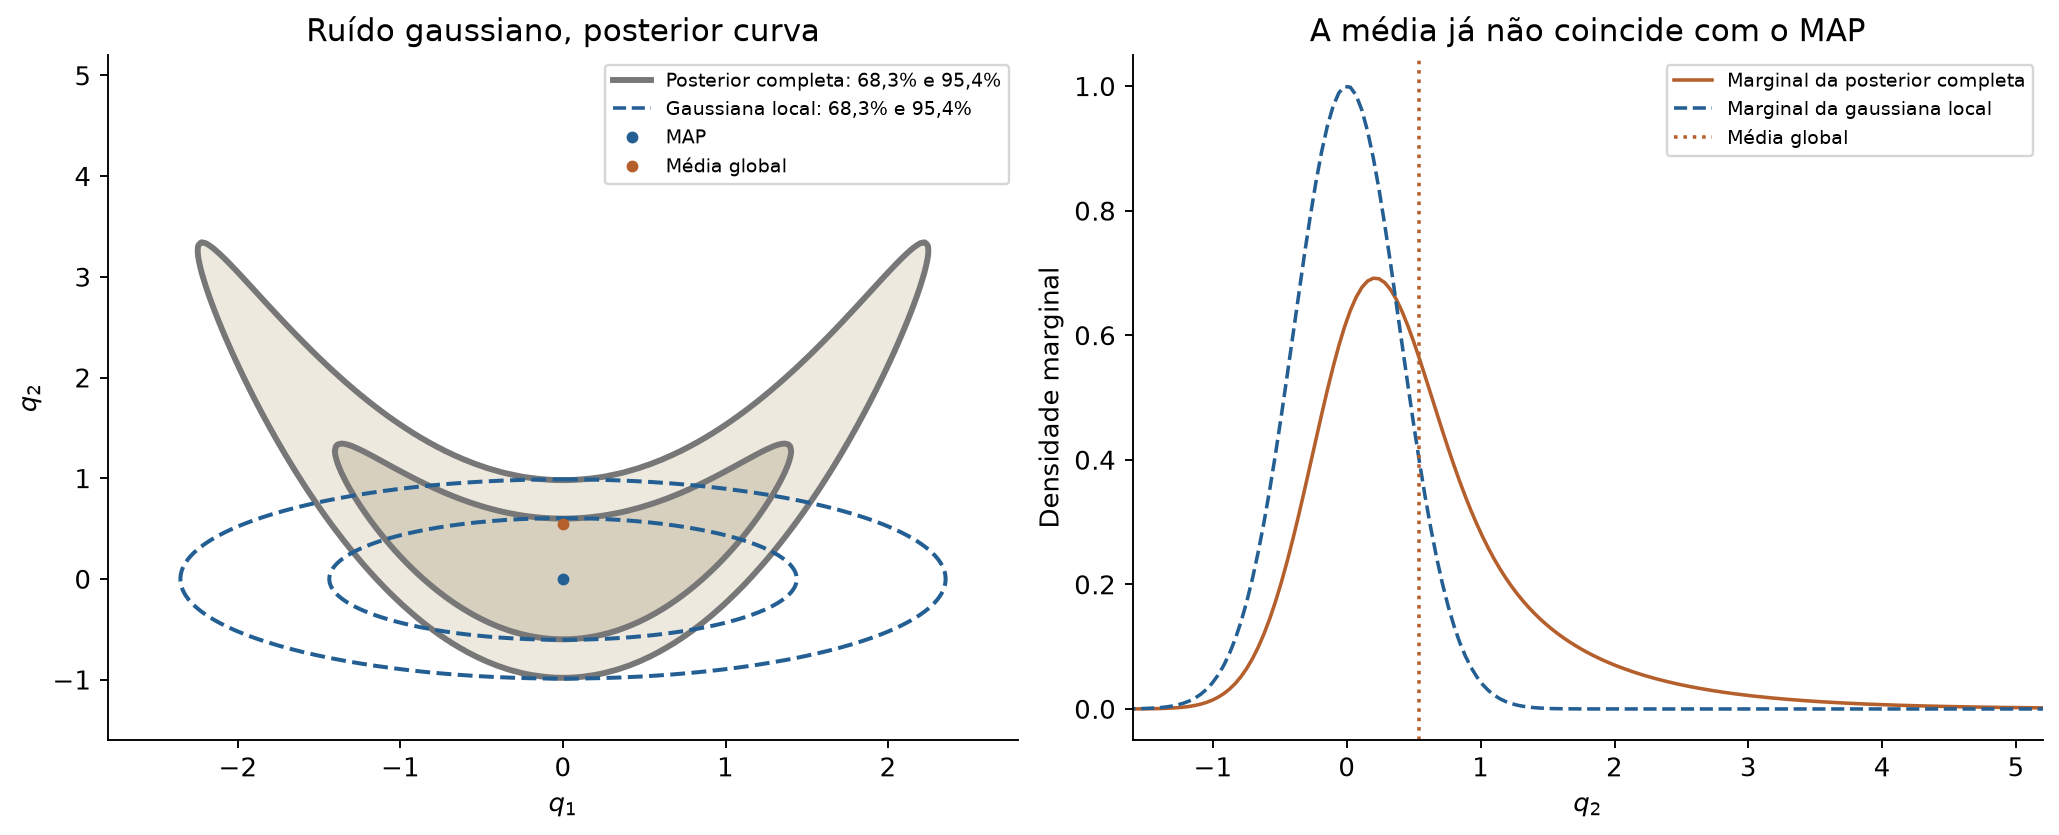 Ruído gaussiano, posterior curva
Posterior completa: 68,3% e 95,4%
Gaussiana local: 68,3% e 95,4%
MAP
Média global
5
4
3
2
1
0
−1
q₂
−2
−1
0
1
2
q₁
A média já não coincide com o MAP
Marginal da posterior completa
Marginal da gaussiana local
Média global
1.0
0.8
0.6
0.4
0.2
0.0
Densidade marginal
−1
0
1
2
3
4
5
q₂